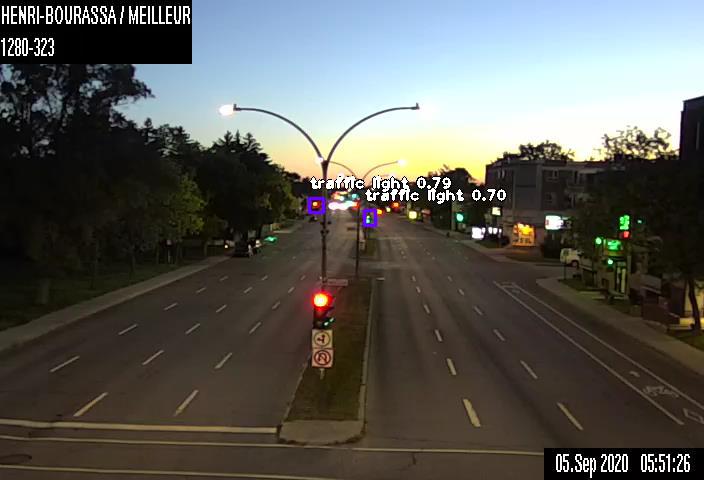 HENRI-BOURASSA / MEILLEUR
1280-323
traffic light 0.79
traffic light 0.70
05.Sep 2020 05:51:26